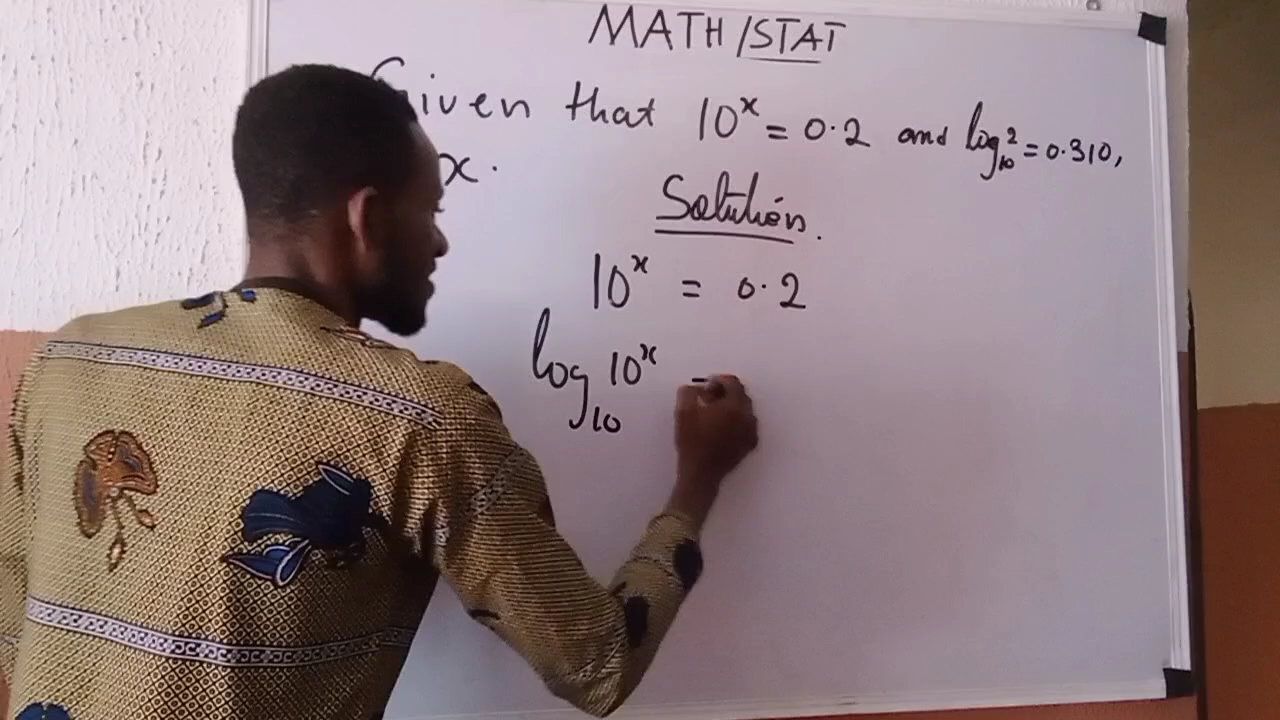 MATH/STAT
Given that 10ˣ = 0.2 and log₁₀² = 0.310,
x.
Solution.
10ˣ = 0.2
log₁₀ 10ˣ =